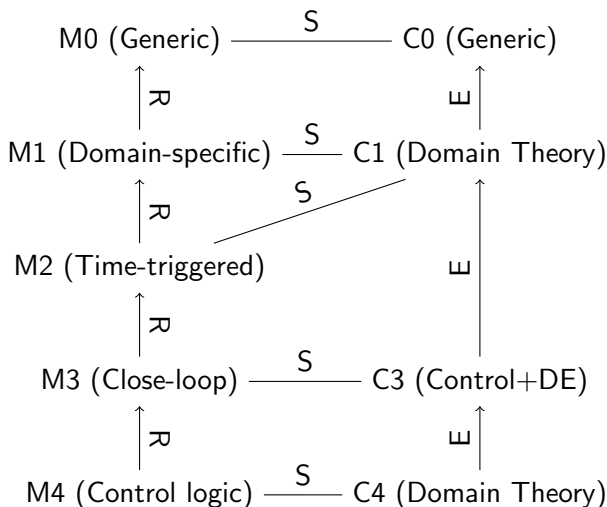 M0 (Generic) S C0 (Generic)
R E
M1 (Domain-specific) S C1 (Domain Theory)
R S
M2 (Time-triggered) E
R
M3 (Close-loop) S C3 (Control+DE)
R E
M4 (Control logic) S C4 (Domain Theory)